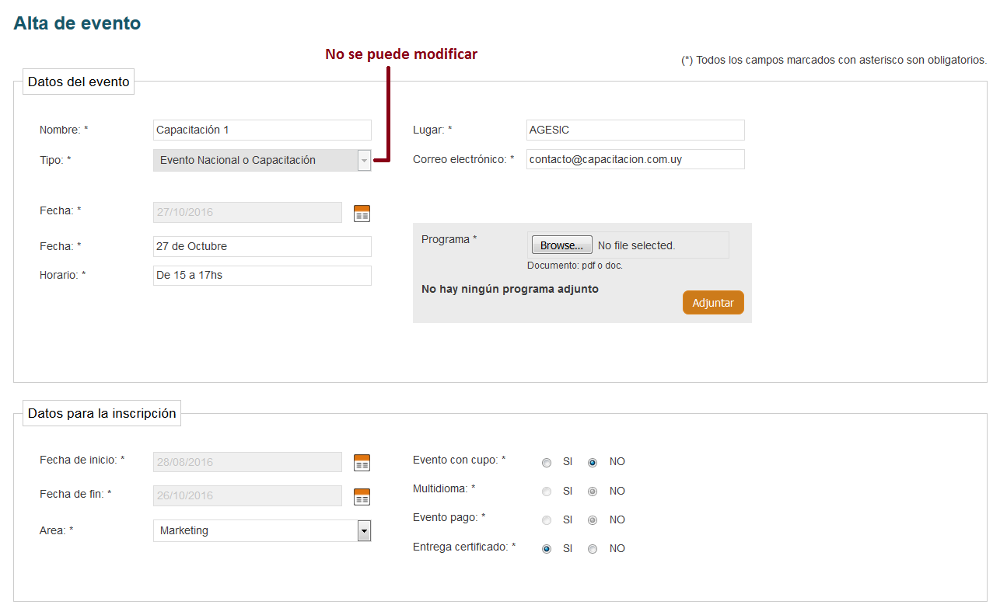 Alta de evento
No se puede modificar
(*) Todos los campos marcados con asterisco son obligatorios.
Datos del evento
Nombre: * Capacitación 1
Lugar: * AGESIC
Tipo: * Evento Nacional o Capacitación
Correo electrónico: * contacto@capacitacion.com.uy
Fecha: * 27/10/2016
Fecha: * 27 de Octubre
Horario: * De 15 a 17hs
Programa * Browse... No file selected.
Documento: pdf o doc.
No hay ningún programa adjunto
Adjuntar
Datos para la inscripción
Fecha de inicio: * 28/08/2016
Fecha de fin: * 26/10/2016
Area: * Marketing
Evento con cupo: * SI NO
Multidioma: * SI NO
Evento pago: * SI NO
Entrega certificado: * SI NO